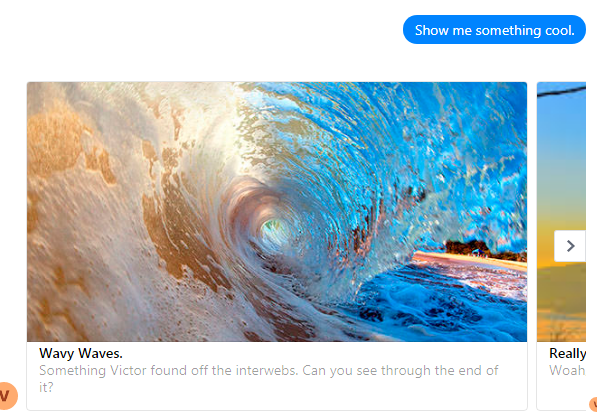 Show me something cool.
Wavy Waves.
Something Victor found off the interwebs. Can you see through the end of
it?
Really
Woah
V